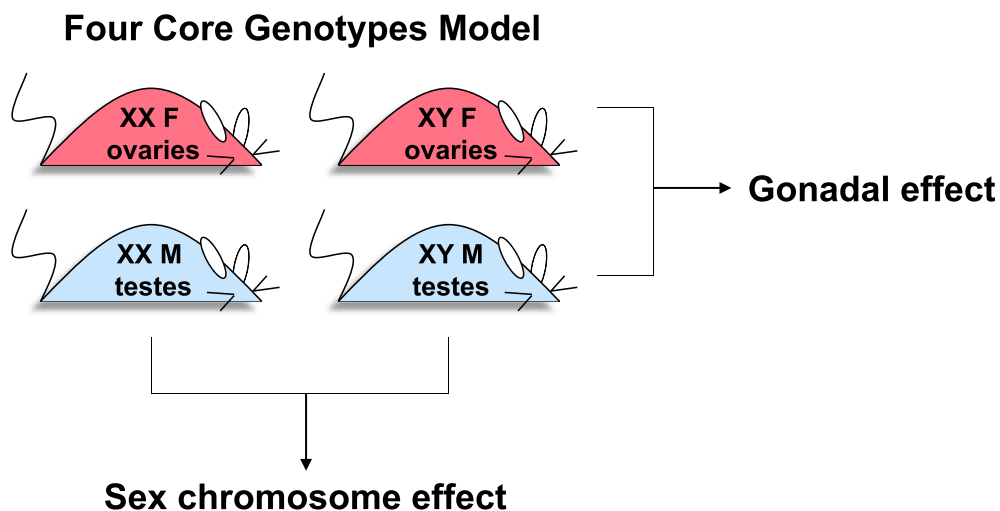 Four Core Genotypes Model
XX F
ovaries
XY F
ovaries
XX M
testes
XY M
testes
Gonadal effect
Sex chromosome effect